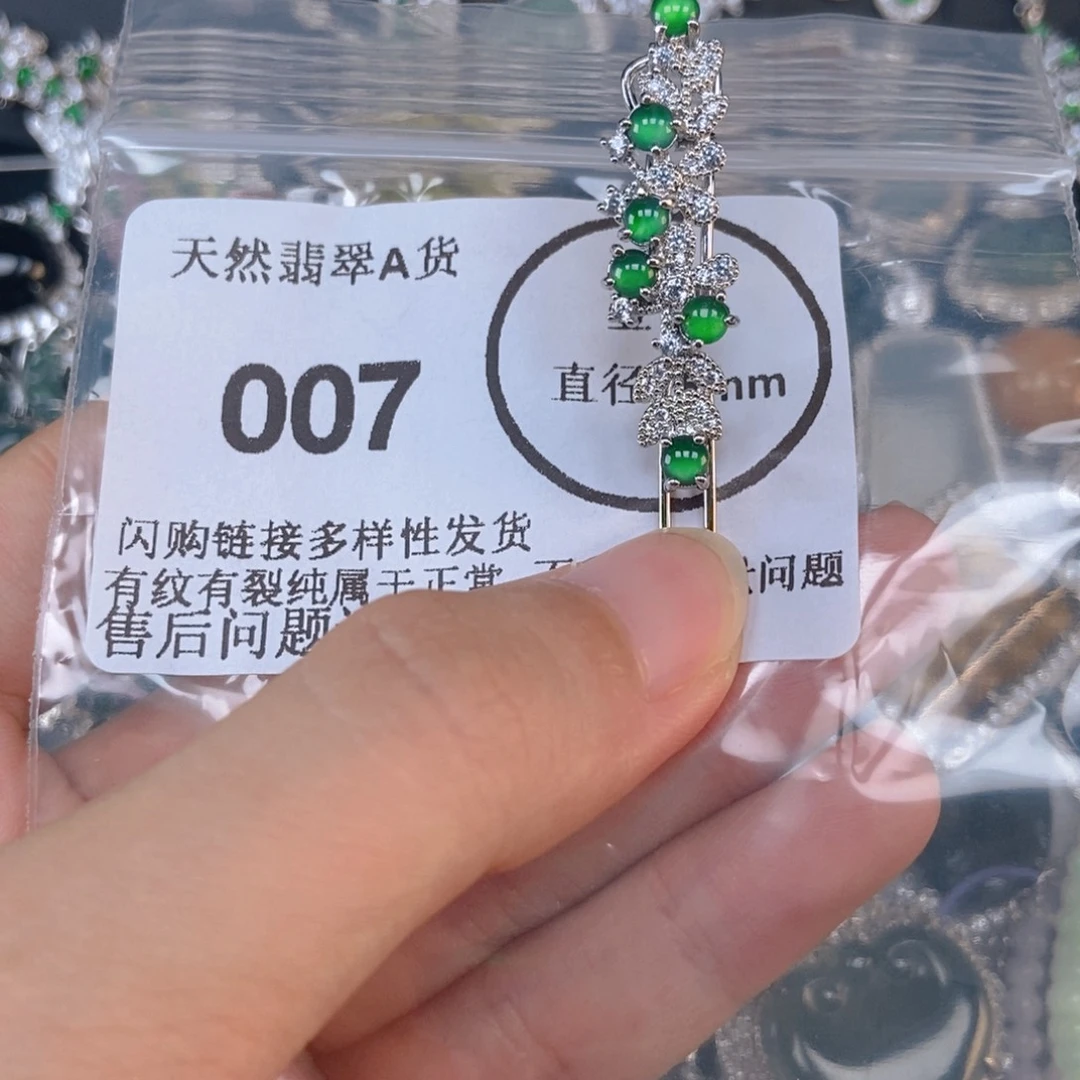 天然翡翠A货
007
直径 mm
闪购链接多样性发货
有纹有裂纯属于正常 问题
售后问题